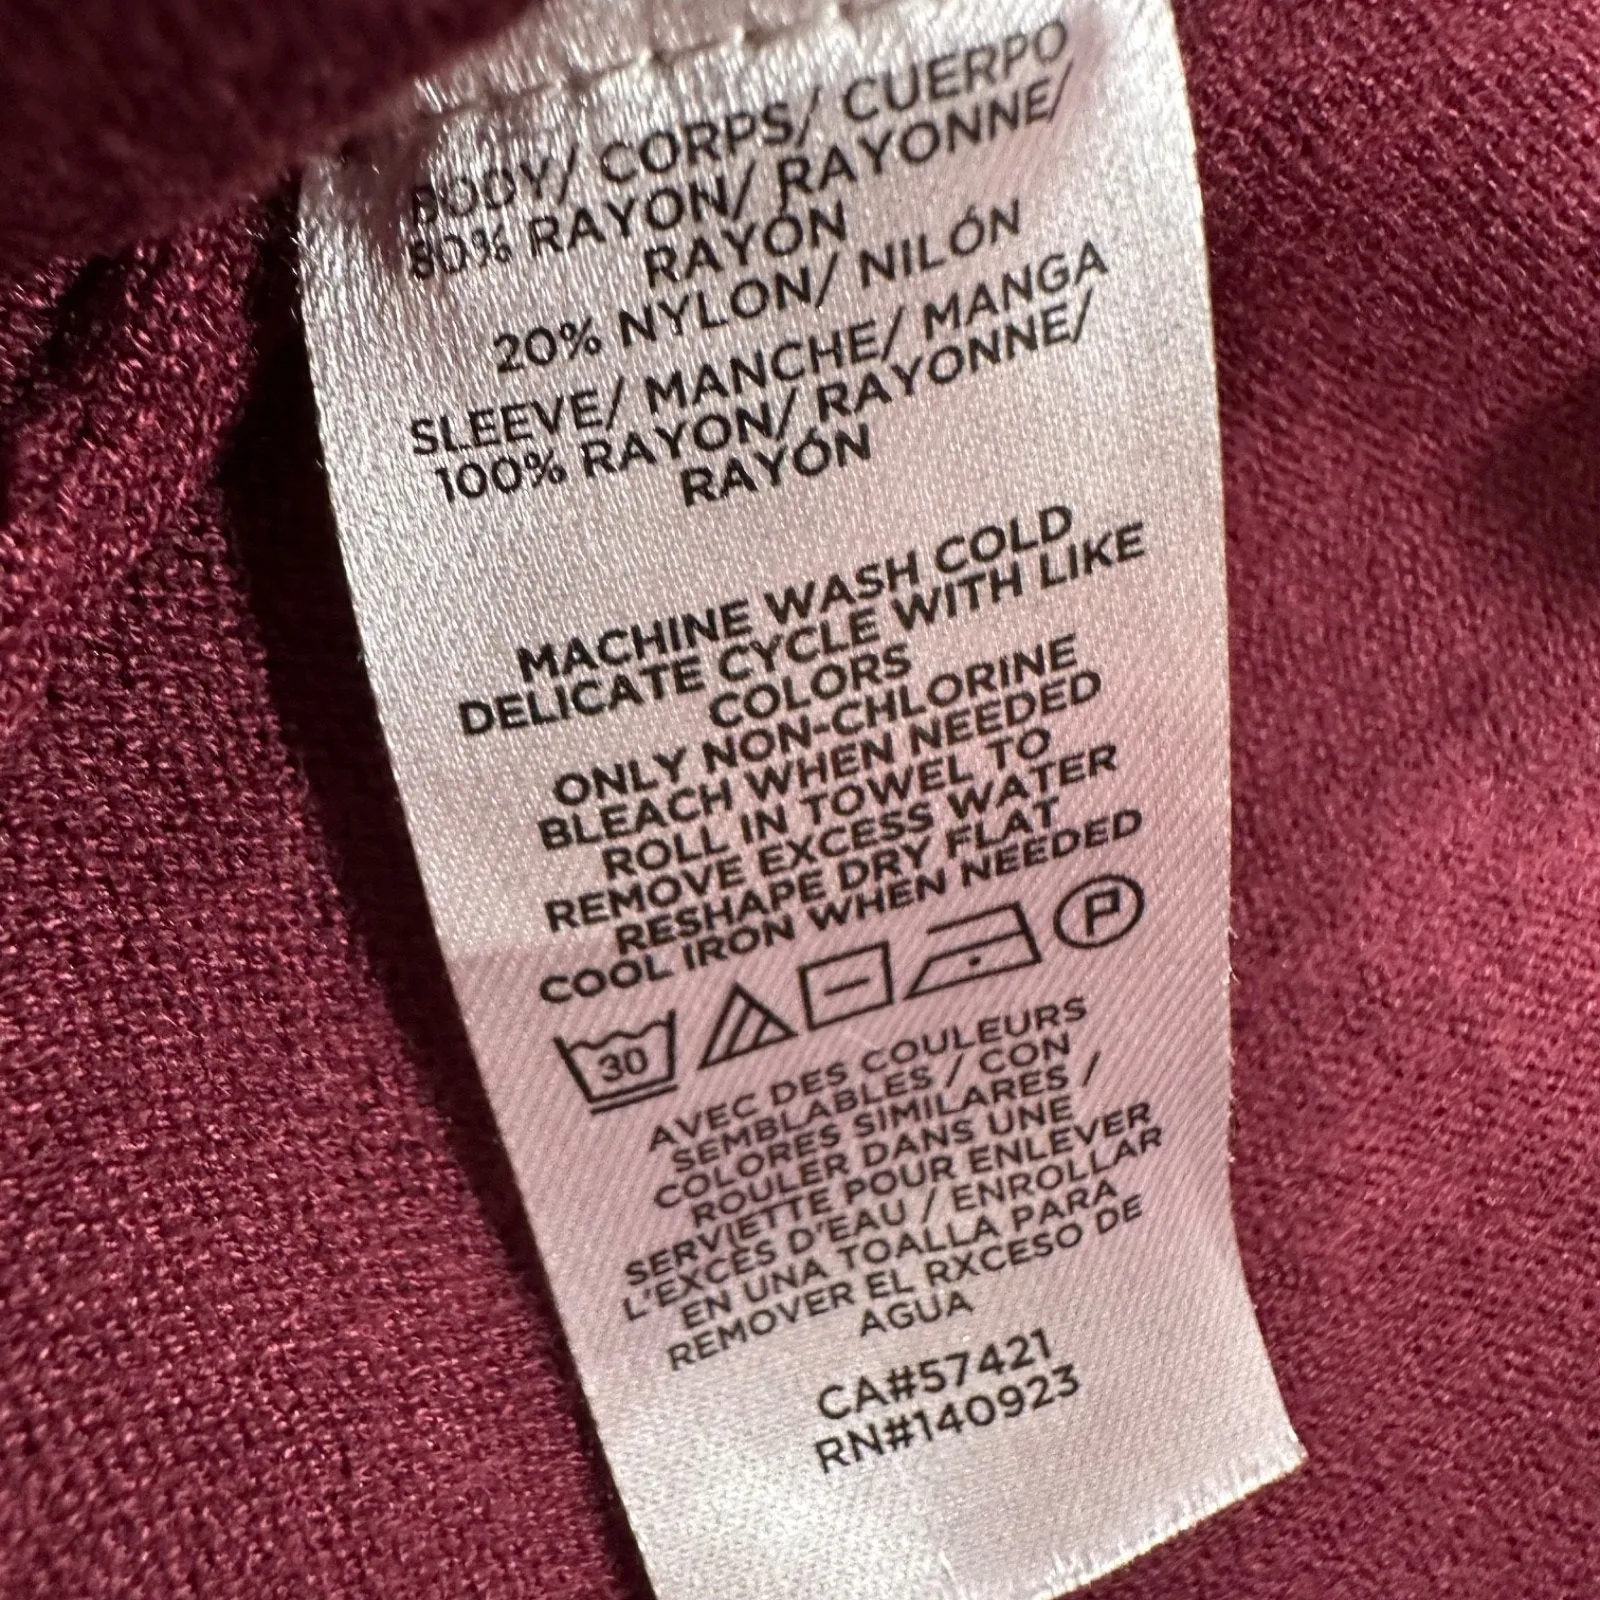 BODY/ CORPS/ CUERPO
80% RAYON/ RAYONNE/
RAYÓN
20% NYLON/ NILÓN
SLEEVE/ MANCHE/ MANGA
100% RAYON/ RAYONNE/
RAYÓN
MACHINE WASH COLD
DELICATE CYCLE WITH LIKE
COLORS
ONLY NON-CHLORINE
BLEACH WHEN NEEDED
ROLL IN TOWEL TO
REMOVE EXCESS WATER
RESHAPE DRY FLAT
COOL IRON WHEN NEEDED
30 P
AVEC DES COULEURS
SEMBLABLES / CON
COLORES SIMILARES /
ROULER DANS UNE
SERVIETTE POUR ENLEVER
L'EXCÈS D'EAU / ENROLLAR
EN UNA TOALLA PARA
REMOVER EL RXCESO DE
AGUA
CA#57421
RN#140923